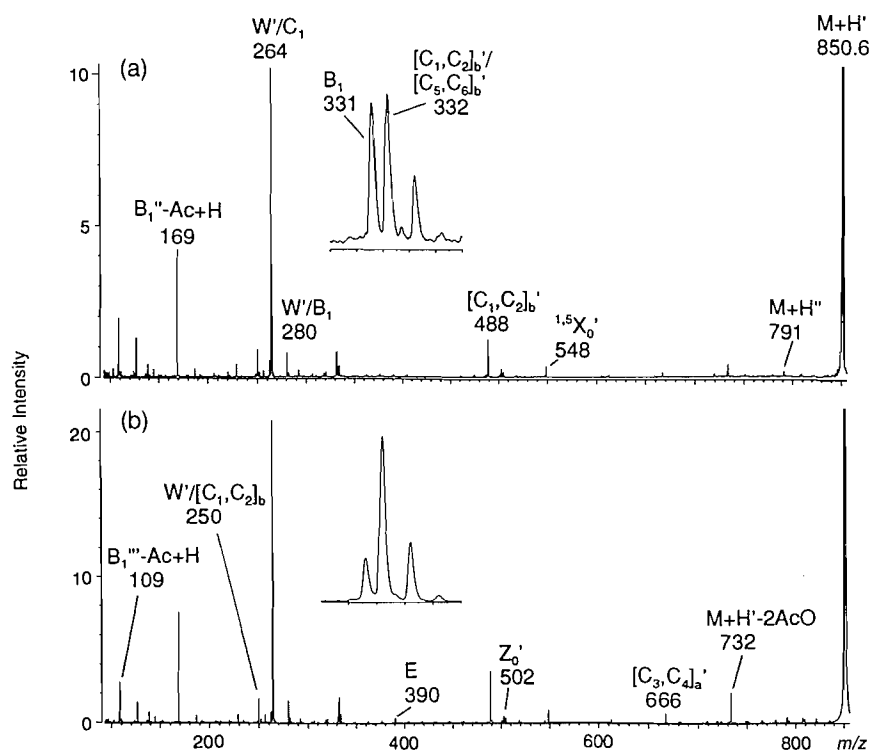 (a)
W'/C₁
264
M+H'
850.6
B₁
331
[C₁,C₂]b'/
[C₅,C₆]b'
332
B₁''-Ac+H
169
W'/B₁
280
[C₁,C₂]b'
488
¹,⁵X₀'
548
M+H''
791
10
5
0
Relative Intensity
(b)
W'/[C₁,C₂]b
250
B₁'''-Ac+H
109
E
390
Z₀'
502
[C₃,C₄]a'
666
M+H'-2AcO
732
20
10
0
200
400
600
800
m/z